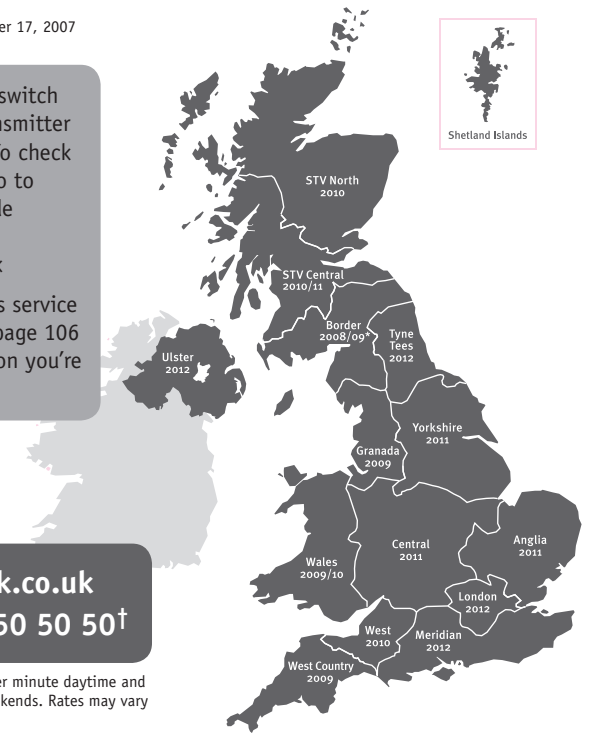 er 17, 2007
switch
nsmitter
o check
o to
le
k
s service
page 106
on you're
k.co.uk
50 50 50†
er minute daytime and
kends. Rates may vary
Shetland Islands
STV North
2010
STV Central
2010/11
Border
2008/09*
Tyne
Tees
2012
Ulster
2012
Granada
2009
Yorkshire
2011
Wales
2009/10
Central
2011
Anglia
2011
London
2012
West
2010
Meridian
2012
West Country
2009